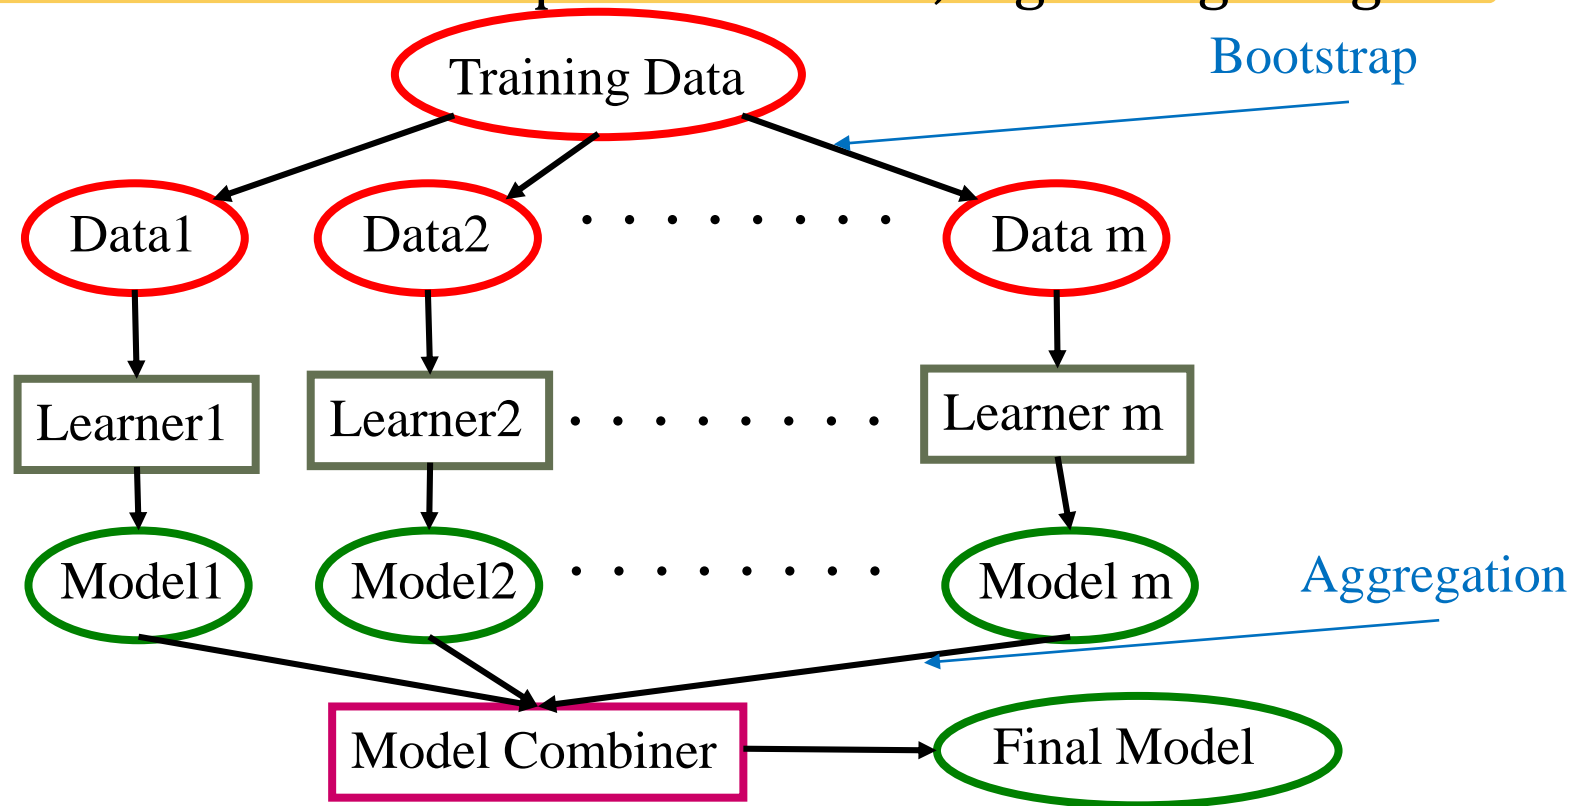 Bootstrap
Training Data
Data1
Data2
Data m
Learner1
Learner2
Learner m
Model1
Model2
Model m
Aggregation
Model Combiner
Final Model